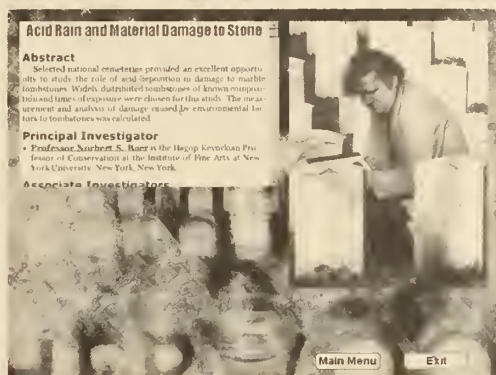 Acid Rain and Material Damage to Stone
Abstract
Selected national cemeteries provided an excellent opportu-
nity to study the role of acid deposition in damage to marble
tombstones. Widely distributed tombstones of known composi-
tion and times of exposure were chosen for this study. The meas-
urement and analysis of damage caused by environmental fac-
tors to tombstones was calculated.
Principal Investigator
• Professor Norbert S. Baer is the Hagop Kevorkian Pro-
fessor of Conservation at the Institute of Fine Arts at New
York University, New York, New York.
Associate Investigators
Main Menu
Exit